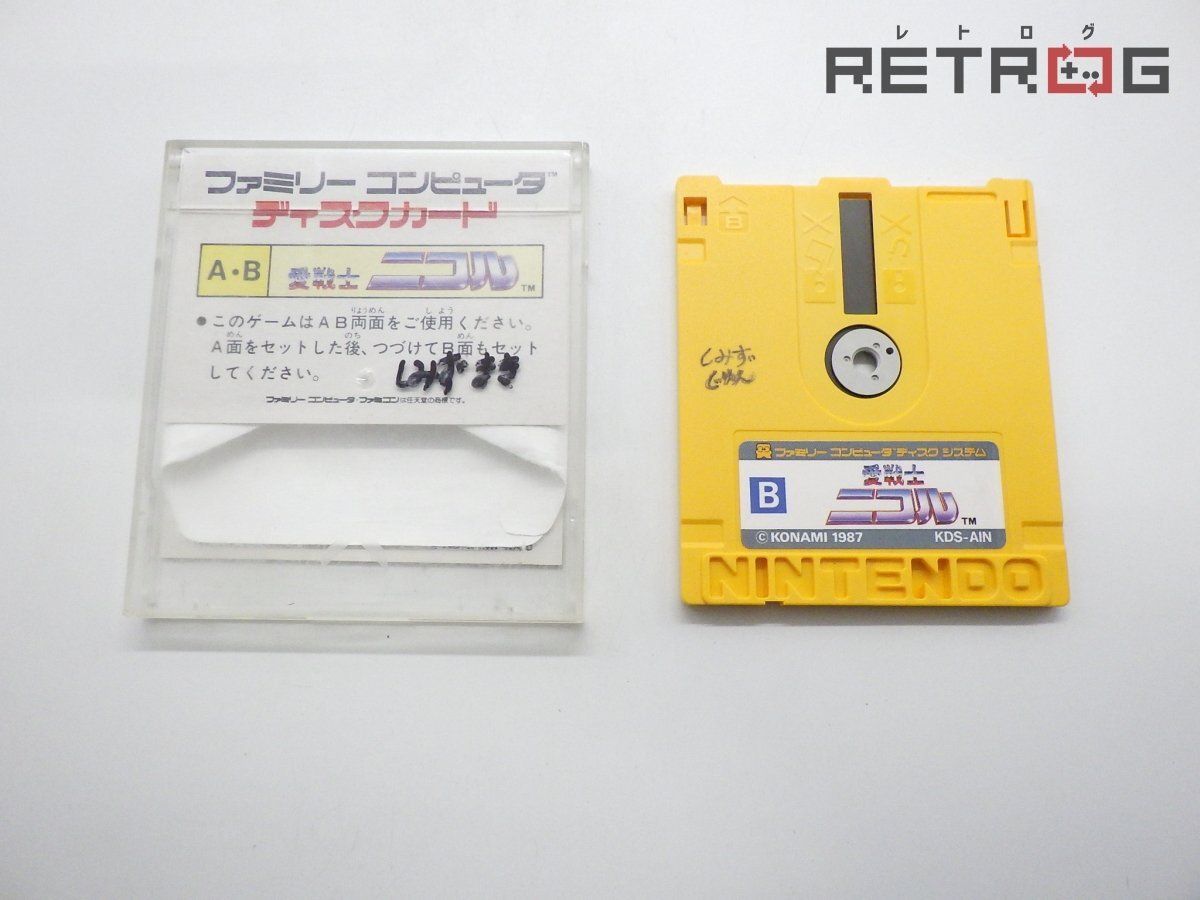 レトログ
RETROG
ファミリー コンピュータ™
ディスクカード
A・B
愛戦士 ニコル™
りょうめん しよう
●このゲームはAB両面をご使用ください。
めん のち めん
A面をセットした後、つづけてB面もセット
してください。
しみず まき
ファミリー コンピュータ・ファミコンは任天堂の商標です。
B
しみず
ファミリー コンピュータ ディスク システム
愛戦士
ニコル™
B
© KONAMI 1987 KDS-AIN
NINTENDO